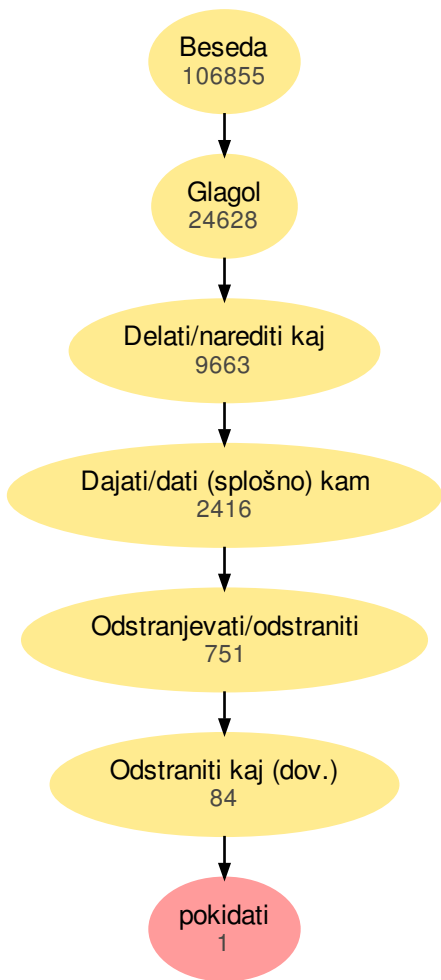 Beseda
106855
Glagol
24628
Delati/narediti kaj
9663
Dajati/dati (splošno) kam
2416
Odstranjevati/odstraniti
751
Odstraniti kaj (dov.)
84
pokidati
1